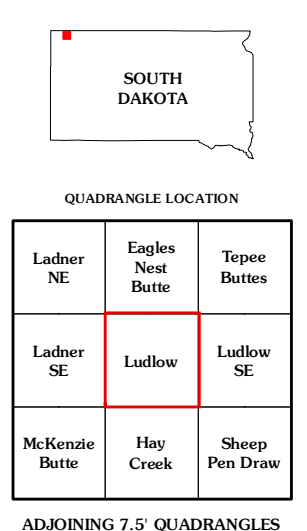 SOUTH
DAKOTA
QUADRANGLE LOCATION
Ladner
NE
Eagles
Nest
Butte
Tepee
Buttes
Ladner
SE
Ludlow
Ludlow
SE
McKenzie
Butte
Hay
Creek
Sheep
Pen Draw
ADJOINING 7.5' QUADRANGLES